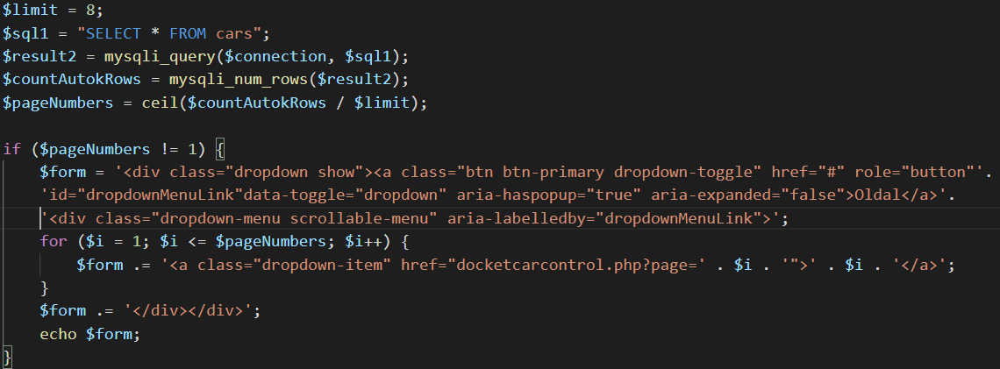 $limit = 8;
$sql1 = "SELECT * FROM cars";
$result2 = mysqli_query($connection, $sql1);
$countAutokRows = mysqli_num_rows($result2);
$pageNumbers = ceil($countAutokRows / $limit);
if ($pageNumbers != 1) {
$form = '<div class="dropdown show"><a class="btn btn-primary dropdown-toggle" href="#" role="button"'.
'id="dropdownMenuLink"data-toggle="dropdown" aria-haspopup="true" aria-expanded="false">Oldal</a>'.
'<div class="dropdown-menu scrollable-menu" aria-labelledby="dropdownMenuLink">';
for ($i = 1; $i <= $pageNumbers; $i++) {
$form .= '<a class="dropdown-item" href="docketcarcontrol.php?page=' . $i . '">' . $i . '</a>';
}
$form .= '</div></div>';
echo $form;
}